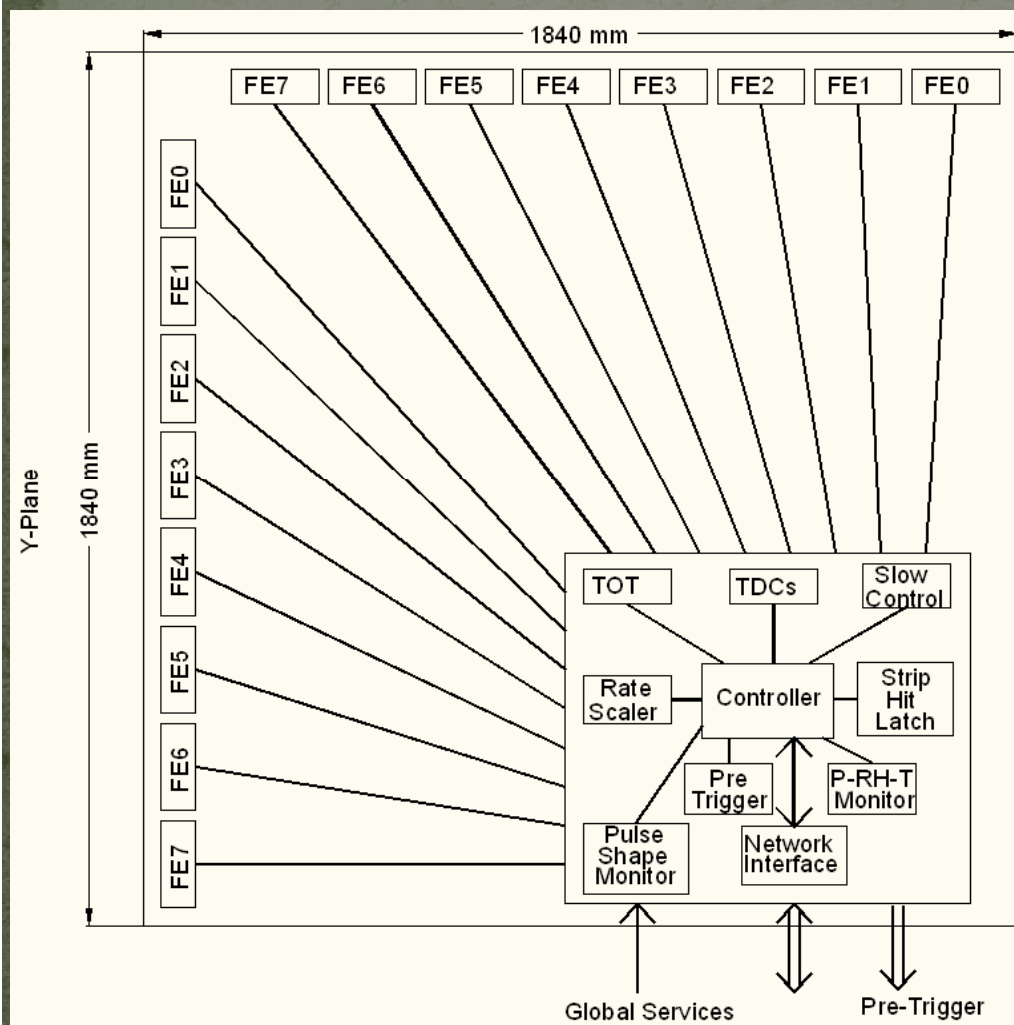 1840 mm
FE7 FE6 FE5 FE4 FE3 FE2 FE1 FE0
Y-Plane
1840 mm
FE0
FE1
FE2
FE3
FE4
FE5
FE6
FE7
TOT
TDCs
Slow
Control
Rate
Scaler
Controller
Strip
Hit
Latch
Pre
Trigger
P-RH-T
Monitor
Pulse
Shape
Monitor
Network
Interface
Global Services
Pre-Trigger